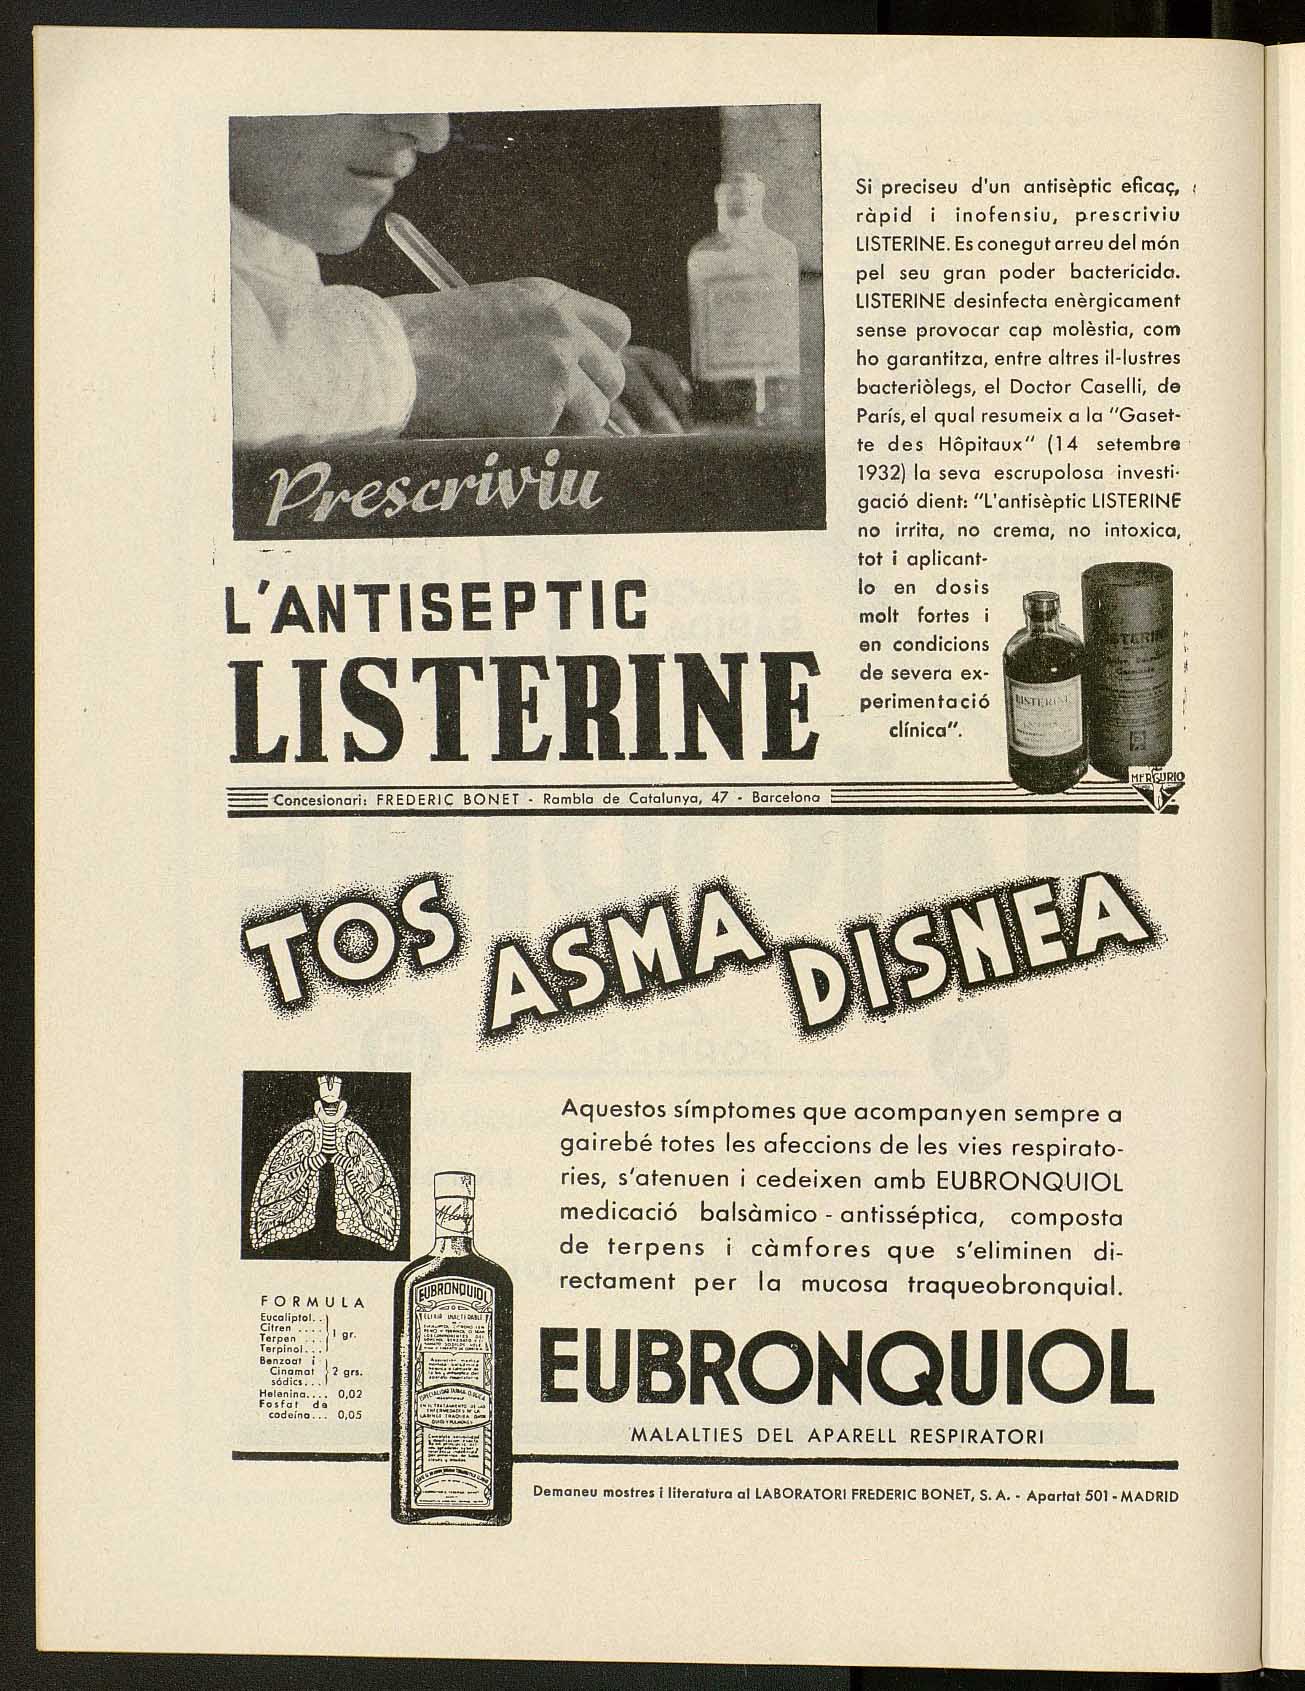 Prescriviu
L'ANTISEPTIC
LISTERINE
Si preciseu d'un antisèptic eficaç,
ràpid i inofensiu, prescriviu
LISTERINE. Es conegut arreu del món
pel seu gran poder bactericida.
LISTERINE desinfecta enèrgicament
sense provocar cap molèstia, com
ho garantitza, entre altres il-lustres
bacteriòlegs, el Doctor Caselli, de
París, el qual resumeix a la "Gaset-
te des Hôpitaux" (14 setembre
1932) la seva escrupolosa investi-
gació dient: "L'antisèptic LISTERINE
no irrita, no crema, no intoxica,
tot i aplicant-
lo en dosis
molt fortes i
en condicions
de severa ex-
perimentació
clínica".
LISTERINE
LISTERINE
MERCURIO
Concesionari: FREDERIC BONET - Rambla de Catalunya, 47 - Barcelona
TOS ASMA DISNEA
Aquestos símptomes que acompanyen sempre a
gairebé totes les afeccions de les vies respirato-
ries, s'atenuen i cedeixen amb EUBRONQUIOL
medicació balsàmico - antisséptica, composta
de terpens i càmfores que s'eliminen di-
rectament per la mucosa traqueobronquial.
FORMULA
Eucaliptol. .
Citren . . . .
Terpen . . .
Terpinol. . .
1 gr.
Benzoat i
Cinamat
sódics. . .
2 grs.
Helenina. . . . 0,02
Fosfat de
codeína. . . 0,05
EUBRONQUIOL
ELIXIR INALTERABLE
EUBRONQUIOL
MALALTIES DEL APARELL RESPIRATORI
Demaneu mostres i literatura al LABORATORI FREDERIC BONET, S. A. - Apartat 501 - MADRID